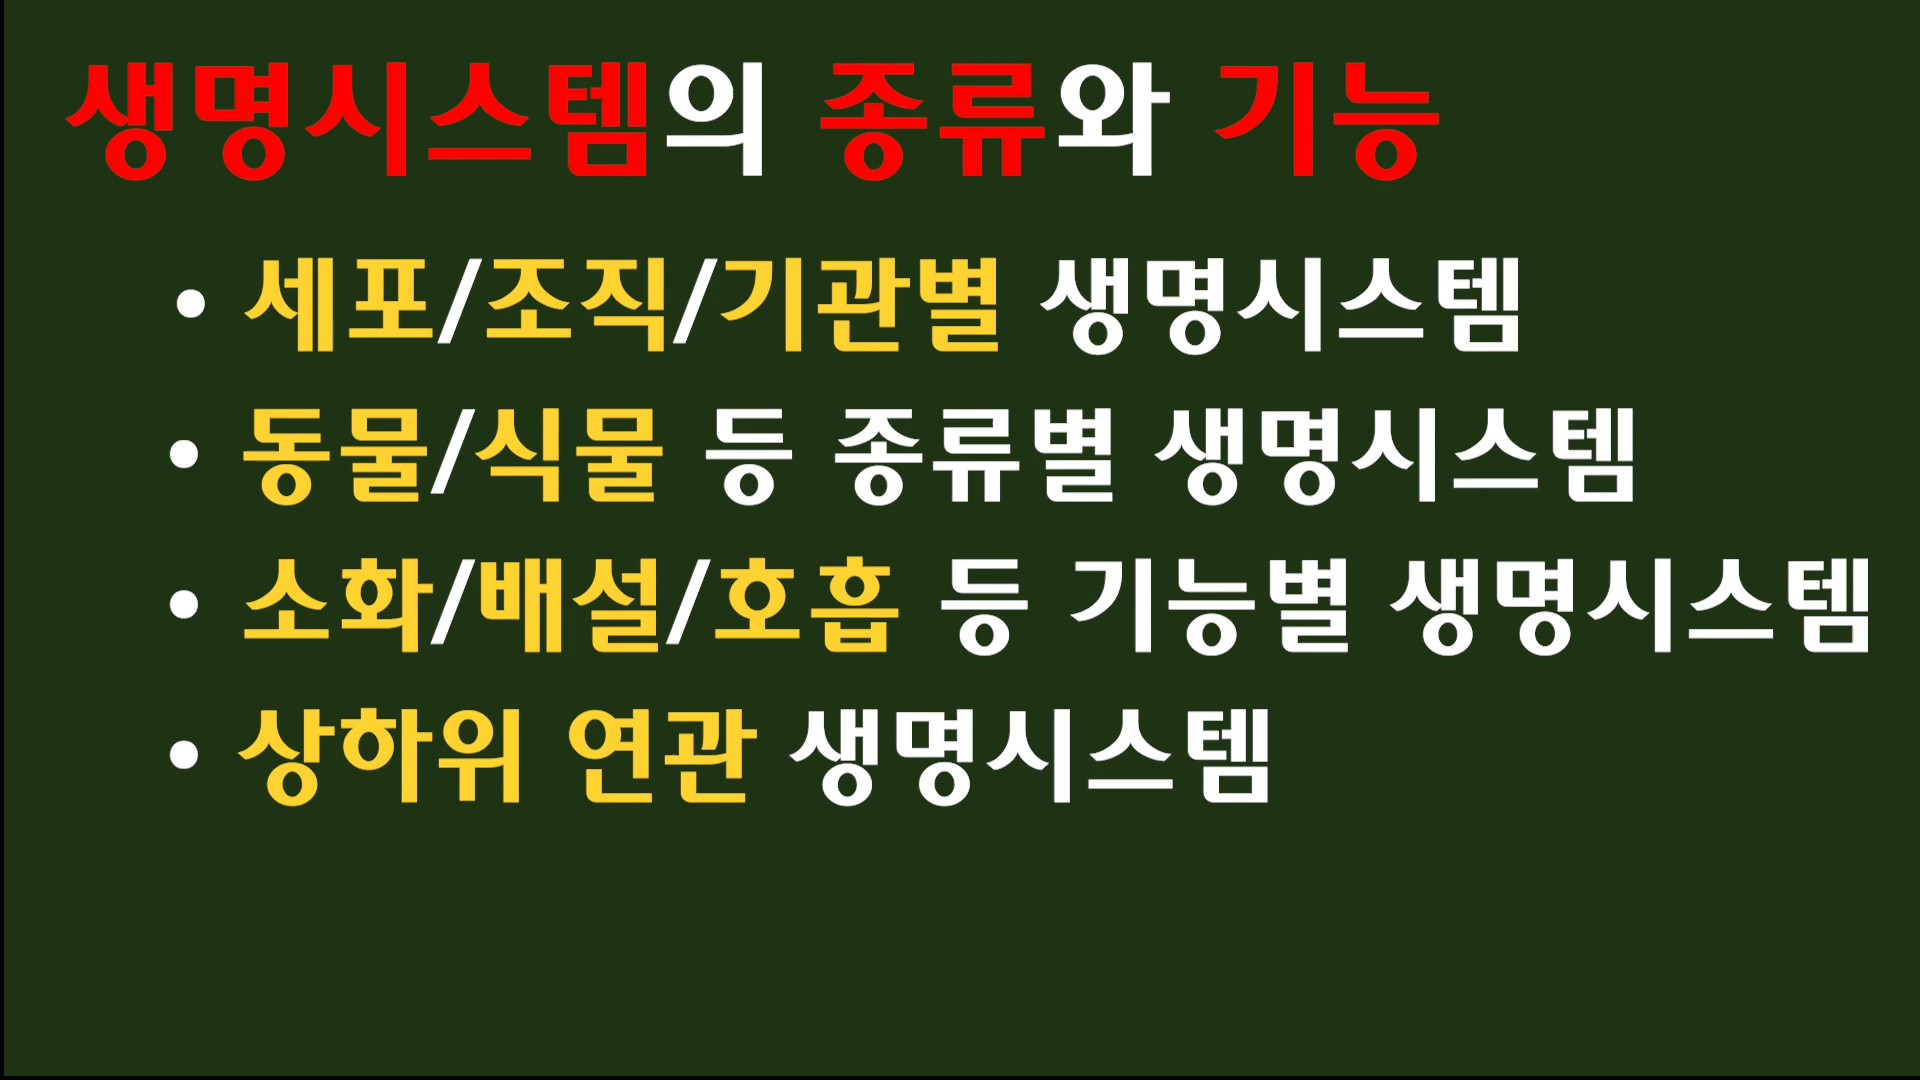 생명시스템의 종류와 기능
• 세포/조직/기관별 생명시스템
• 동물/식물 등 종류별 생명시스템
• 소화/배설/호흡 등 기능별 생명시스템
• 상하위 연관 생명시스템